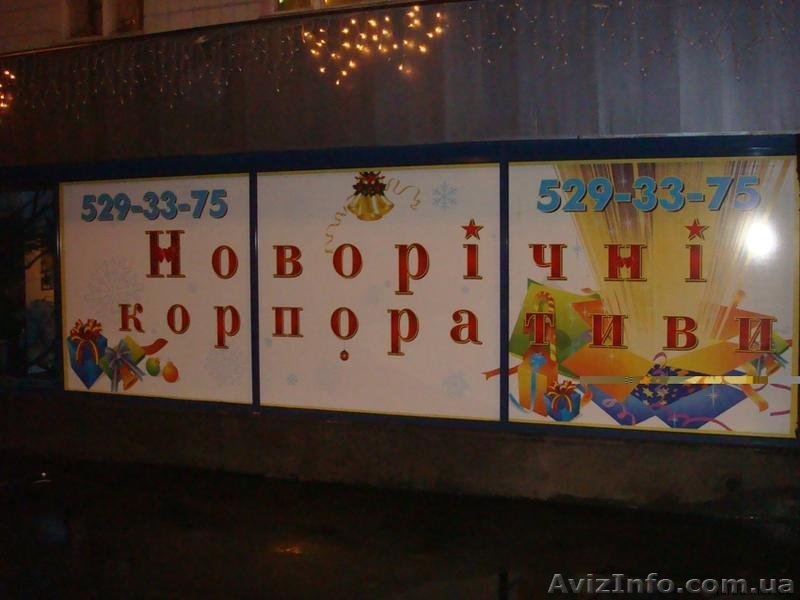 529-33-75
529-33-75
Новорічні
корпоративи
AvizInfo.com.ua